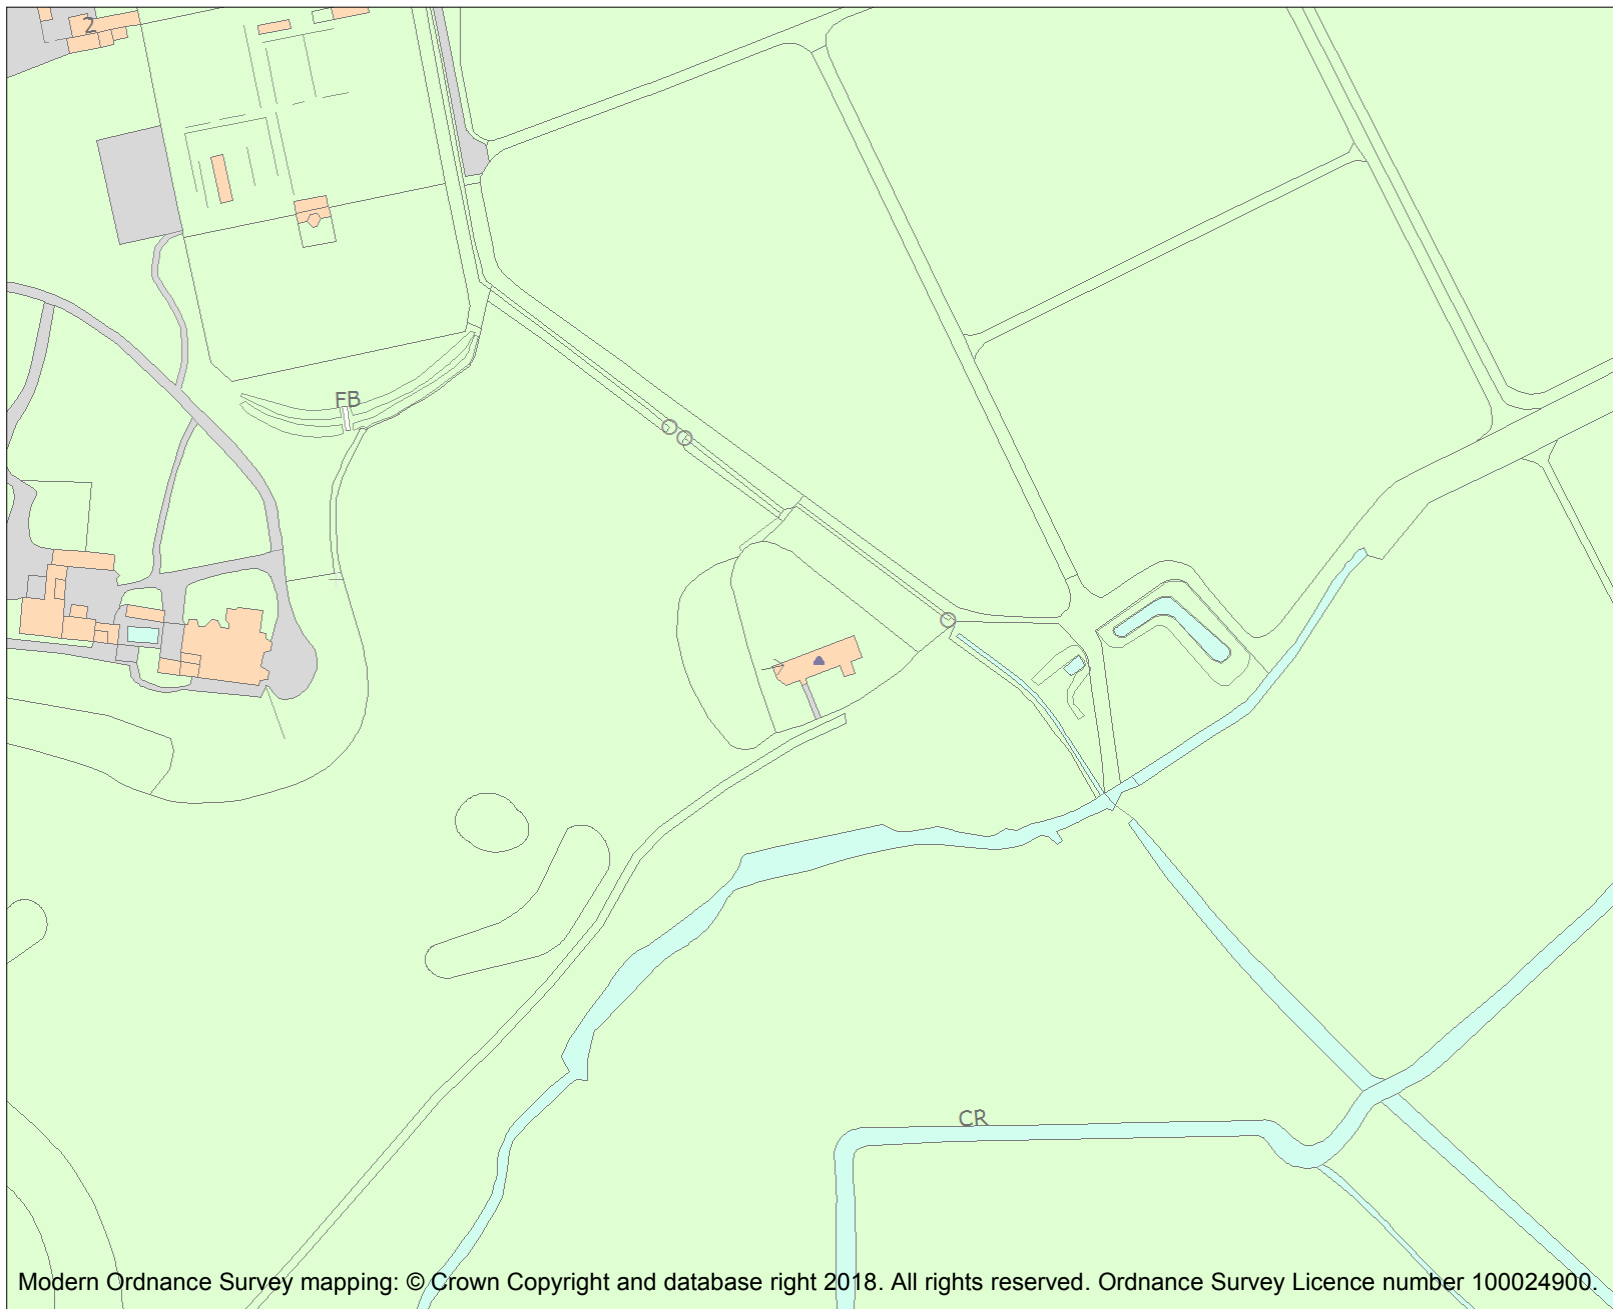 2
FB
CR
Modern Ordnance Survey mapping: © Crown Copyright and database right 2018. All rights reserved. Ordnance Survey Licence number 100024900.